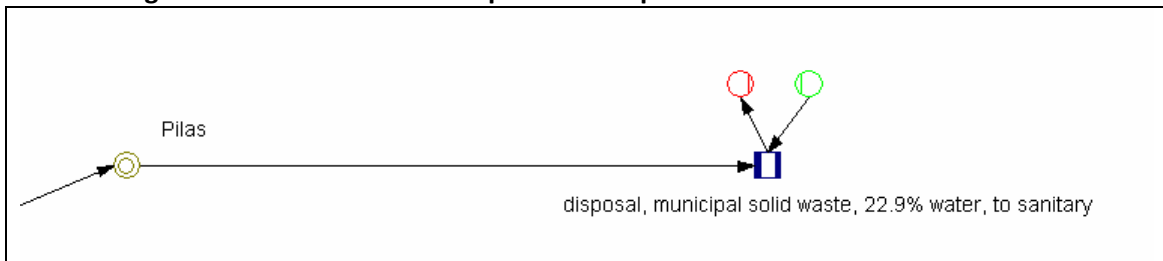 Pilas
disposal, municipal solid waste, 22.9% water, to sanitary